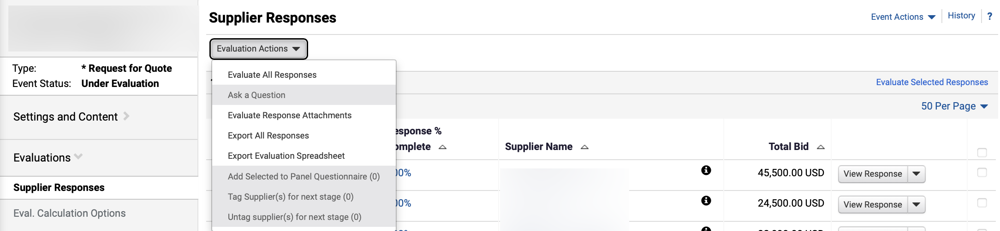 Supplier Responses
Event Actions
History
?
Evaluation Actions
Type: * Request for Quote
Event Status: Under Evaluation
Settings and Content
Evaluations
Supplier Responses
Eval. Calculation Options
Evaluate All Responses
Ask a Question
Evaluate Response Attachments
Export All Responses
Export Evaluation Spreadsheet
Add Selected to Panel Questionnaire (0)
Tag Supplier(s) for next stage (0)
Untag supplier(s) for next stage (0)
Evaluate Selected Responses
50 Per Page
esponse %
omplete
Supplier Name
Total Bid
00%
45,500.00 USD
View Response
00%
24,500.00 USD
View Response